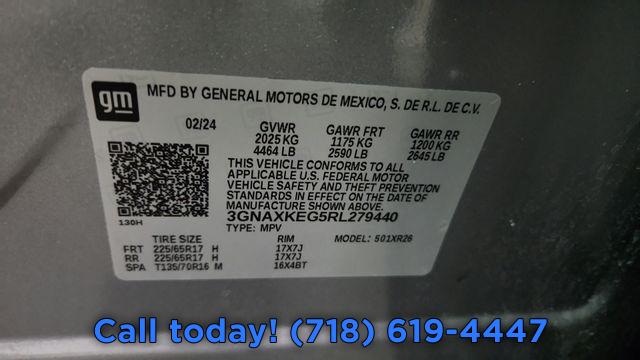 gm
MFD BY GENERAL MOTORS DE MEXICO, S. DE R.L. DE C.V.
02/24 GVWR GAWR FRT GAWR RR
2025 KG 1175 KG 1200 KG
4464 LB 2590 LB 2645 LB
THIS VEHICLE CONFORMS TO ALL
APPLICABLE U.S. FEDERAL MOTOR
VEHICLE SAFETY AND THEFT PREVENTION
STANDARDS IN EFFECT ON THE DATE OF
MANUFACTURE SHOWN ABOVE.
130H 3GNAXKEG5RL279440
TYPE: MPV MODEL: 501XR26
TIRE SIZE RIM
FRT 225/65R17 H 17X7J
RR 225/65R17 H 17X7J
SPA T135/70R16 M 16X4BT
Call today! (718) 619-4447